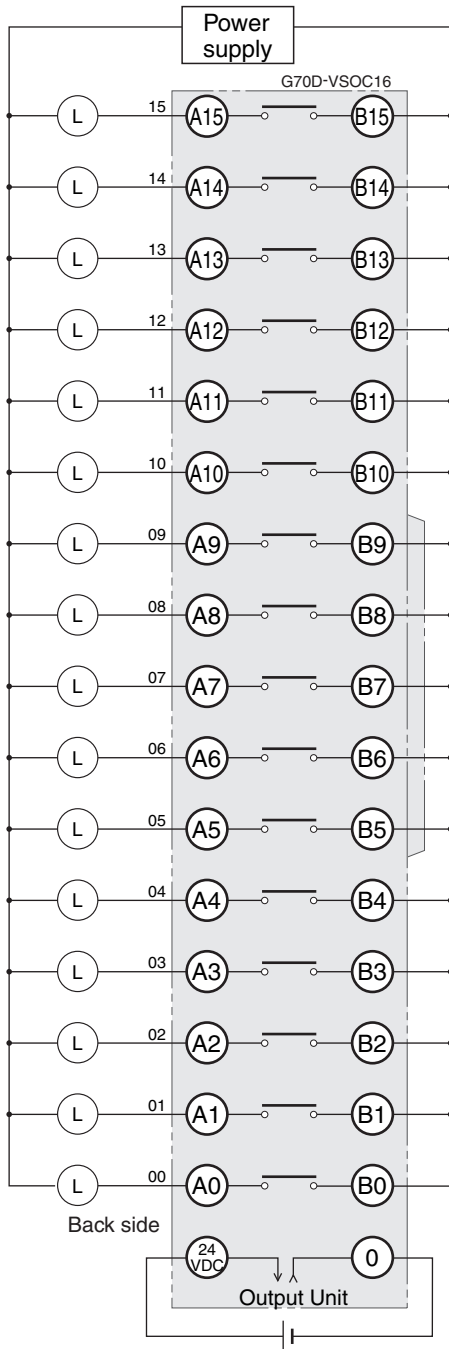 Power
supply
G70D-VSOC16
L 15 A15 B15
L 14 A14 B14
L 13 A13 B13
L 12 A12 B12
L 11 A11 B11
L 10 A10 B10
L 09 A9 B9
L 08 A8 B8
L 07 A7 B7
L 06 A6 B6
L 05 A5 B5
L 04 A4 B4
L 03 A3 B3
L 02 A2 B2
L 01 A1 B1
L 00 A0 B0
Back side
24
VDC 0
Output Unit